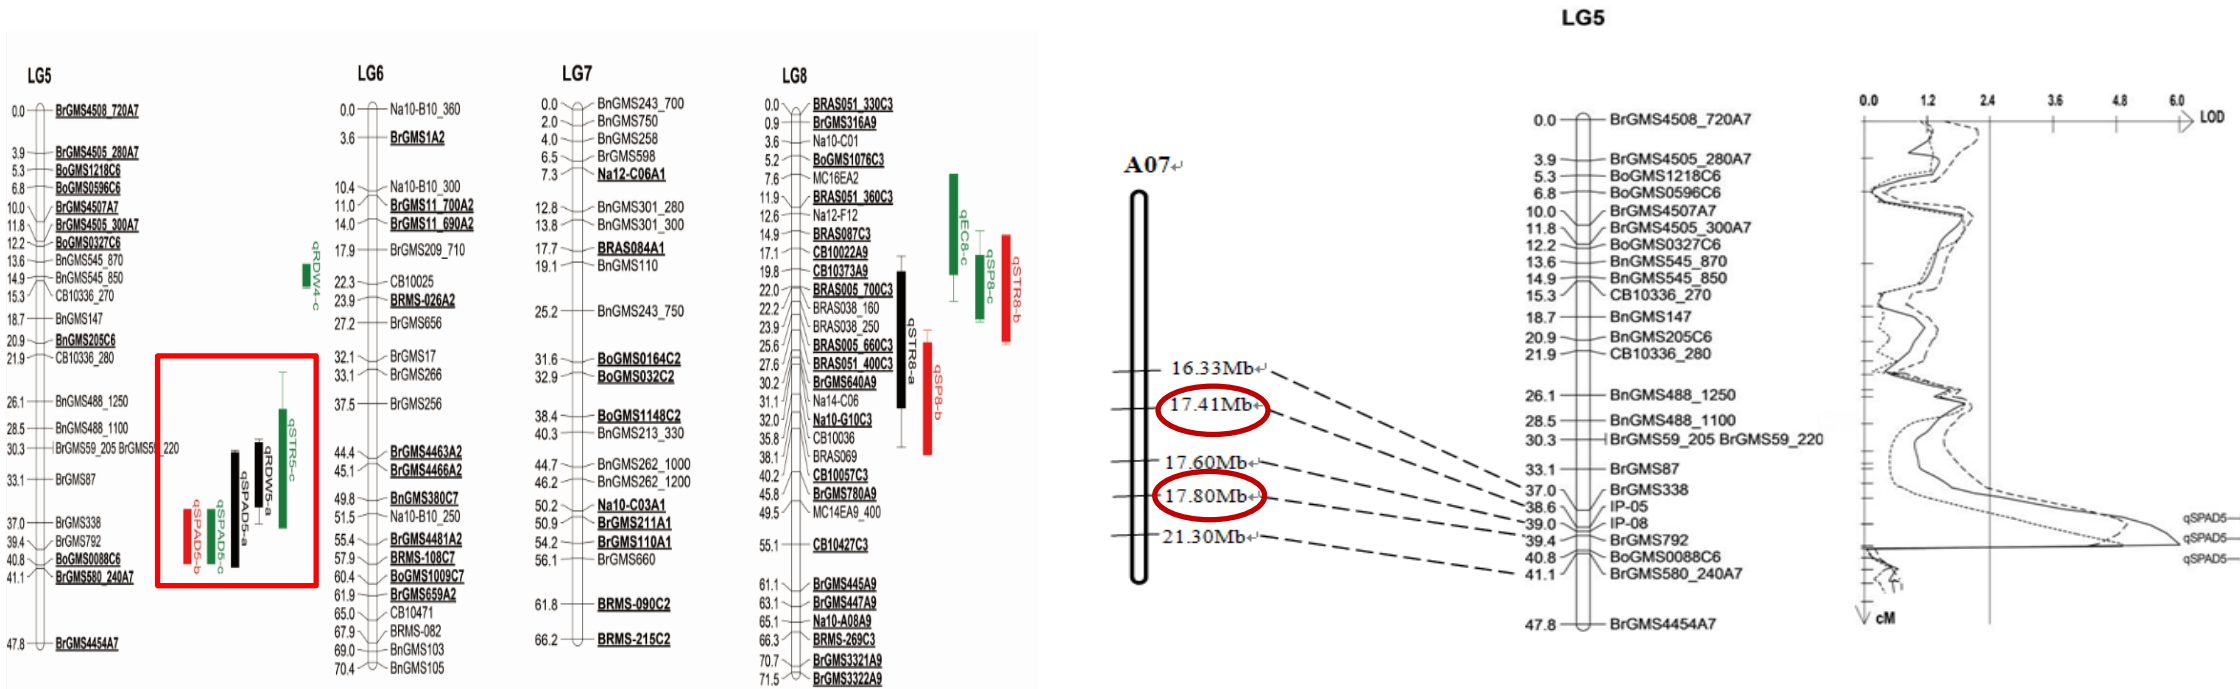 LG5
0.0 BrGMS4508_720A7
3.9 BrGMS4505_280A7
5.3 BoGMS1218C6
6.8 BoGMS0596C6
10.0 BrGMS4507A7
11.8 BrGMS4505_300A7
12.2 BoGMS0327C6
13.6 BnGMS545_870
14.9 BnGMS545_850
15.3 CB10336_270
18.7 BnGMS147
20.9 BnGMS205C6
21.9 CB10336_280
26.1 BnGMS488_1250
28.5 BnGMS488_1100
30.3 BrGMS59_205 BrGMS59_220
33.1 BrGMS87
37.0 BrGMS338
39.4 BrGMS792
40.8 BoGMS0088C6
41.1 BrGMS580_240A7
47.8 BrGMS4454A7
qSPAD5-b
qSPAD5-c
qSPAD5-a
qRDW5-a
qSTR5-c
qRDW4-c
LG6
0.0 Na10-B10_360
3.6 BrGMS1A2
10.4 Na10-B10_300
11.0 BrGMS11_700A2
14.0 BrGMS11_690A2
17.9 BrGMS209_710
22.3 CB10025
23.9 BRMS-026A2
27.2 BrGMS656
32.1 BrGMS17
33.1 BrGMS266
37.5 BrGMS256
44.4 BrGMS4463A2
45.1 BrGMS4466A2
49.8 BnGMS380C7
51.5 Na10-B10_250
55.4 BrGMS4481A2
57.9 BRMS-108C7
60.4 BoGMS1009C7
61.9 BrGMS659A2
65.0 CB10471
67.9 BRMS-082
69.0 BnGMS103
70.4 BnGMS105
LG7
0.0 BnGMS243_700
2.0 BnGMS750
4.0 BnGMS258
6.5 BrGMS598
7.3 Na12-C06A1
12.8 BnGMS301_280
13.8 BnGMS301_300
17.7 BRAS084A1
19.1 BnGMS110
25.2 BnGMS243_750
31.6 BoGMS0164C2
32.9 BoGMS032C2
38.4 BoGMS1148C2
40.3 BnGMS213_330
44.7 BnGMS262_1000
46.2 BnGMS262_1200
50.2 Na10-C03A1
50.9 BrGMS211A1
54.2 BrGMS110A1
56.1 BrGMS660
61.8 BRMS-090C2
66.2 BRMS-215C2
LG8
0.0 BRAS051_330C3
0.9 BrGMS316A9
3.6 Na10-C01
5.2 BoGMS1076C3
7.6 MC16EA2
11.9 BRAS051_360C3
12.6 Na12-F12
14.9 BRAS087C3
17.1 CB10022A9
19.8 CB10373A9
22.0 BRAS005_700C3
22.2 BRAS038_160
23.9 BRAS038_250
25.6 BRAS005_660C3
27.6 BRAS051_400C3
30.2 BrGMS640A9
31.1 Na14-C06
32.0 Na10-G10C3
35.8 CB10036
38.1 BRAS069
40.2 CB10057C3
45.8 BrGMS780A9
49.5 MC14EA9_400
55.1 CB10427C3
61.1 BrGMS445A9
63.1 BrGMS447A9
65.1 Na10-A08A9
66.3 BRMS-269C3
70.7 BrGMS3321A9
71.5 BrGMS3322A9
qSTR8-a
qSP8-b
qEC8-c
qSP8-c
qSTR8-b
A07
16.33Mb
17.41Mb
17.60Mb
17.80Mb
21.30Mb
LG5
0.0 BrGMS4508_720A7
3.9 BrGMS4505_280A7
5.3 BoGMS1218C6
6.8 BoGMS0596C6
10.0 BrGMS4507A7
11.8 BrGMS4505_300A7
12.2 BoGMS0327C6
13.6 BnGMS545_870
14.9 BnGMS545_850
15.3 CB10336_270
18.7 BnGMS147
20.9 BnGMS205C6
21.9 CB10336_280
26.1 BnGMS488_1250
28.5 BnGMS488_1100
30.3 BrGMS59_205 BrGMS59_220
33.1 BrGMS87
37.0 BrGMS338
38.6 IP-05
39.0 IP-08
39.4 BrGMS792
40.8 BoGMS0088C6
41.1 BrGMS580_240A7
47.8 BrGMS4454A7
0.0 1.2 2.4 3.6 4.8 6.0
LOD
qSPAD5
qSPAD5
qSPAD5
cM